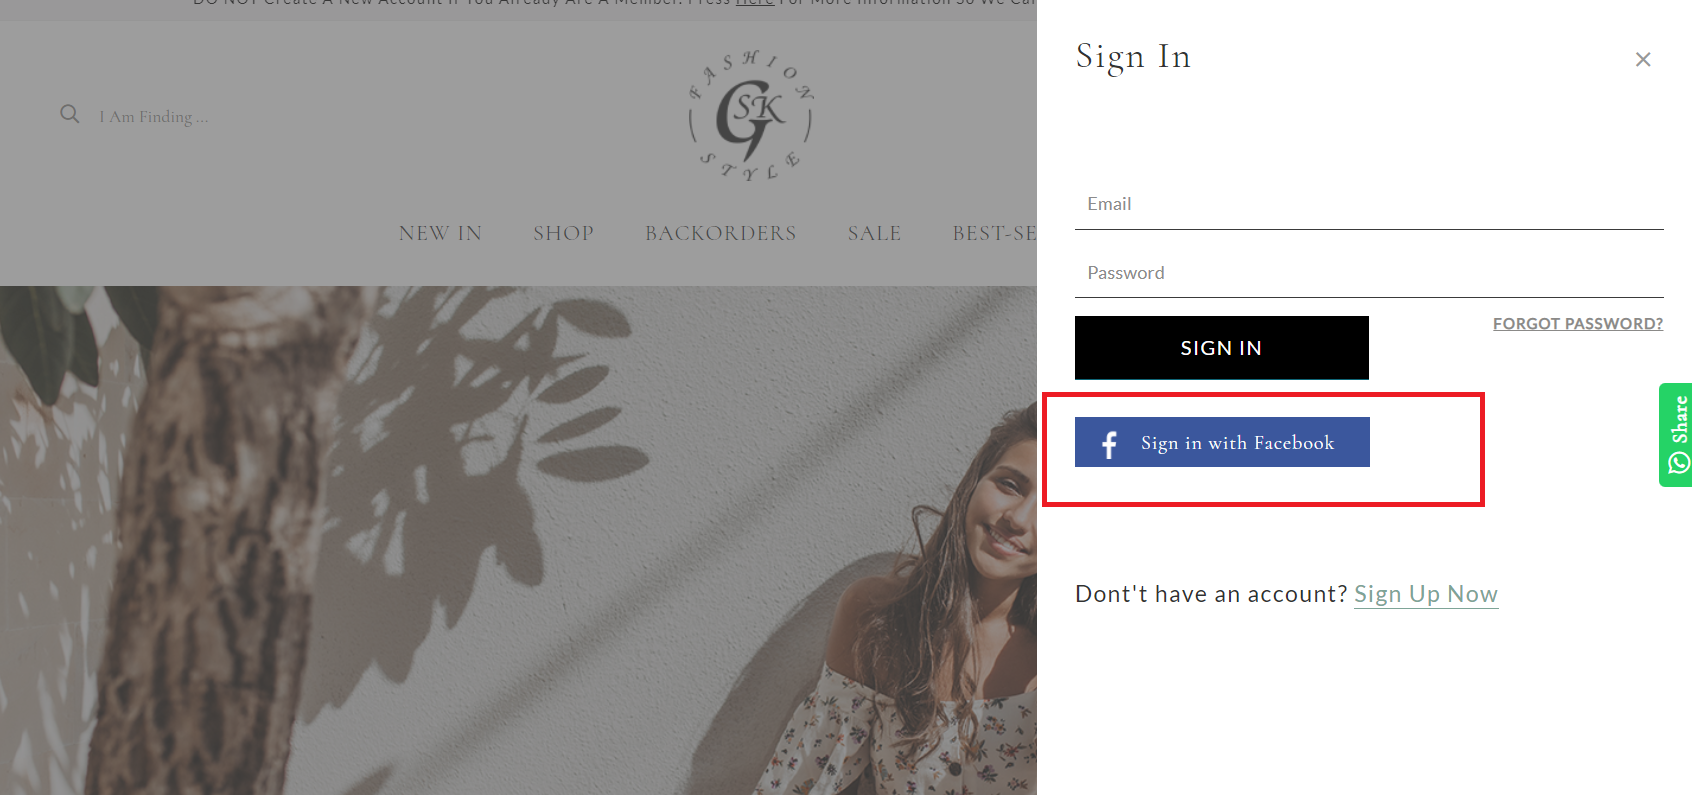 DO NOT Create A New Account If You Already Are A Member. Press Here For More Information So We Can
Sign In
×
FASHION
GSK
STYLE
I Am Finding ...
NEW IN SHOP BACKORDERS SALE BEST-SE
Email
Password
FORGOT PASSWORD?
SIGN IN
Sign in with Facebook
Share
Dont't have an account? Sign Up Now